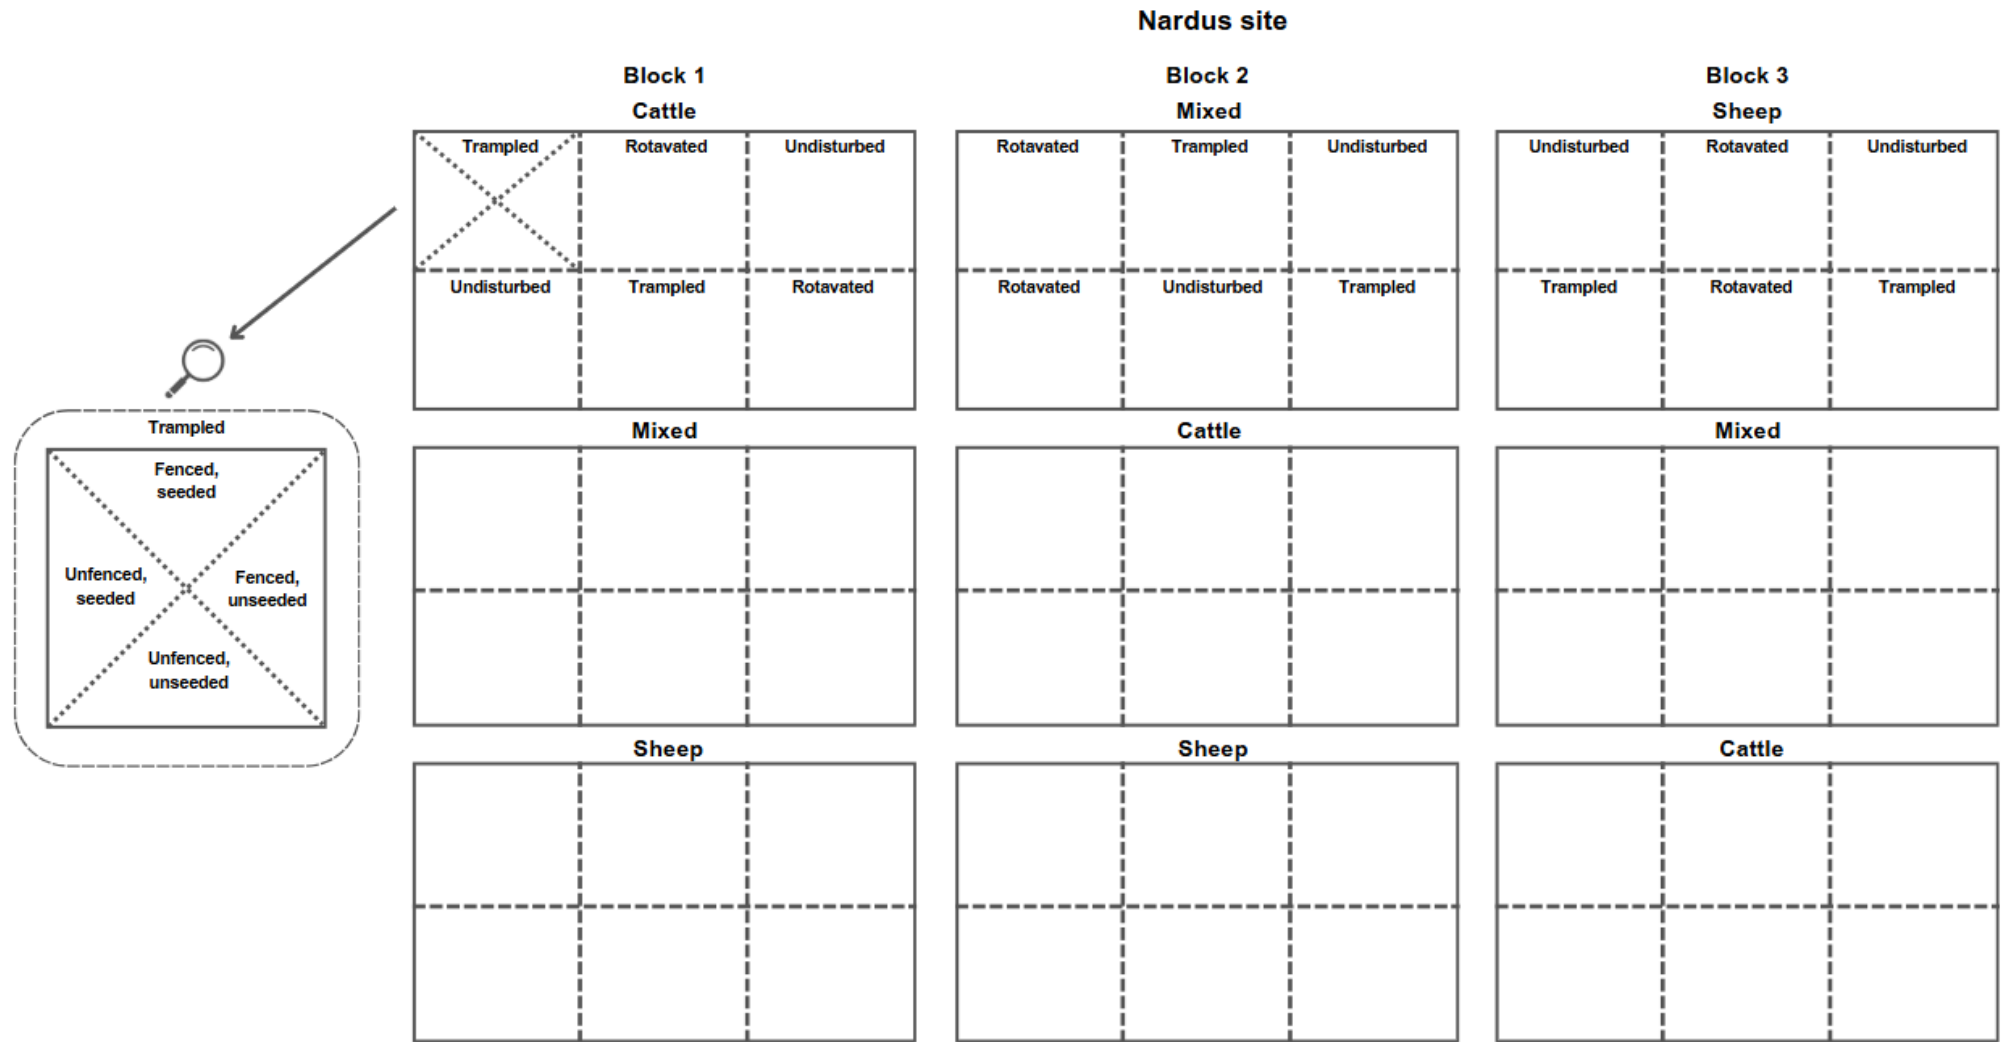 Nardus site
Block 1
Block 2
Block 3
Cattle
Mixed
Sheep
Trampled
Rotavated
Undisturbed
Rotavated
Trampled
Undisturbed
Undisturbed
Rotavated
Undisturbed
Undisturbed
Trampled
Rotavated
Rotavated
Undisturbed
Trampled
Trampled
Rotavated
Trampled
Trampled
Fenced,
seeded
Unfenced,
seeded
Fenced,
unseeded
Unfenced,
unseeded
Mixed
Cattle
Mixed
Sheep
Sheep
Cattle